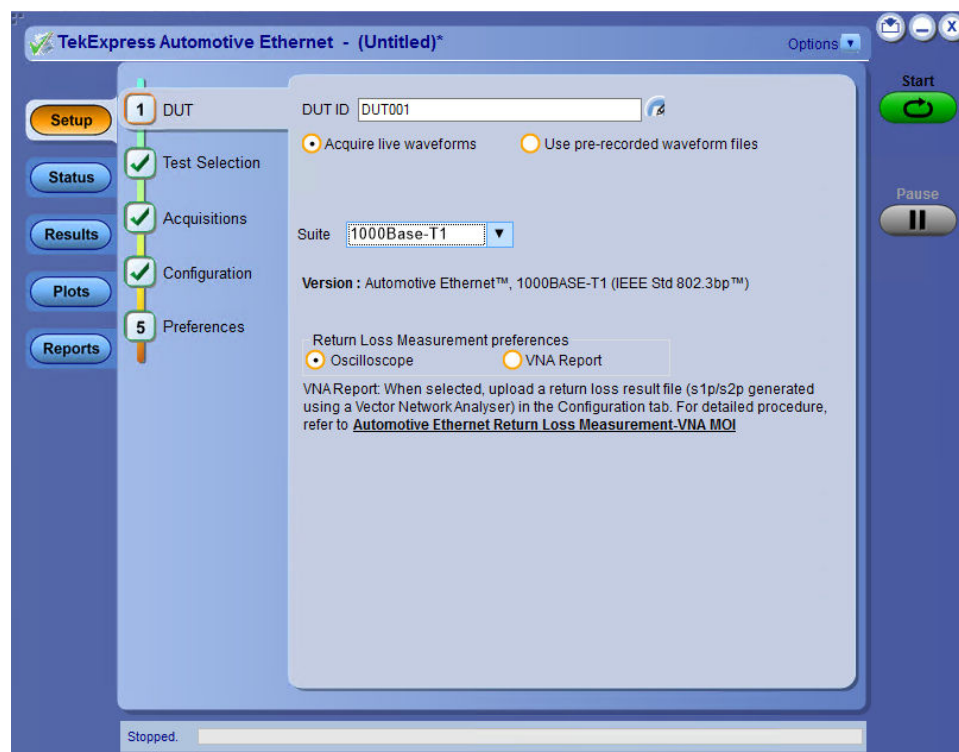 TekExpress Automotive Ethernet - (Untitled)*
Options
Start
Pause
Setup
Status
Results
Plots
Reports
1 DUT
Test Selection
Acquisitions
Configuration
5 Preferences
DUT ID DUT001
Acquire live waveforms Use pre-recorded waveform files
Suite 1000Base-T1
Version : Automotive Ethernet™, 1000BASE-T1 (IEEE Std 802.3bp™)
Return Loss Measurement preferences
Oscilloscope VNA Report
VNA Report: When selected, upload a return loss result file (s1p/s2p generated
using a Vector Network Analyser) in the Configuration tab. For detailed procedure,
refer to Automotive Ethernet Return Loss Measurement-VNA MOI
Stopped.